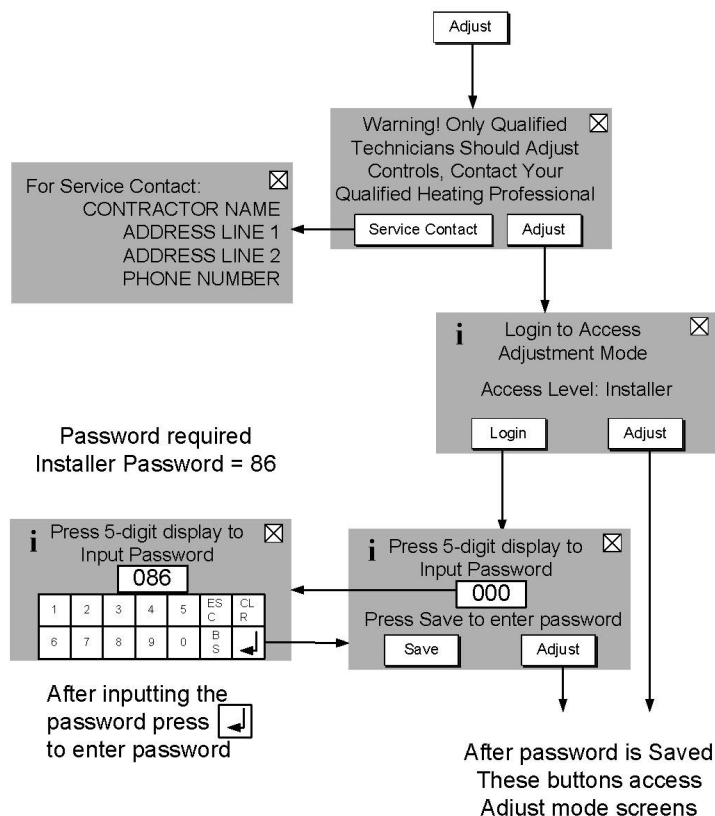 Adjust
Warning! Only Qualified
Technicians Should Adjust
Controls, Contact Your
Qualified Heating Professional
Service Contact
Adjust
For Service Contact:
CONTRACTOR NAME
ADDRESS LINE 1
ADDRESS LINE 2
PHONE NUMBER
i
Login to Access
Adjustment Mode
Access Level: Installer
Login
Adjust
Password required
Installer Password = 86
i
Press 5-digit display to
Input Password
086
1 2 3 4 5 ES
C CL
R
6 7 8 9 0 B
S
i
Press 5-digit display to
Input Password
000
Press Save to enter password
Save
Adjust
After inputting the
password press
to enter password
After password is Saved
These buttons access
Adjust mode screens